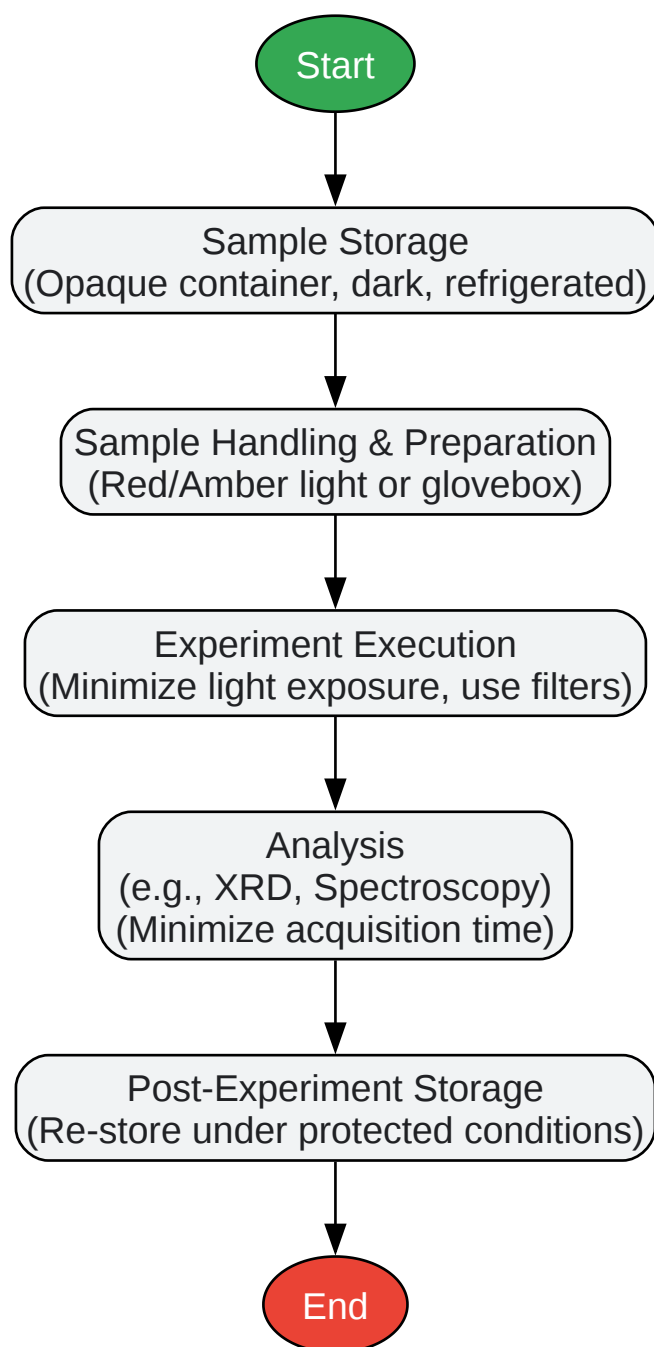 Start
Sample Storage
(Opaque container, dark, refrigerated)
Sample Handling & Preparation
(Red/Amber light or glovebox)
Experiment Execution
(Minimize light exposure, use filters)
Analysis
(e.g., XRD, Spectroscopy)
(Minimize acquisition time)
Post-Experiment Storage
(Re-store under protected conditions)
End